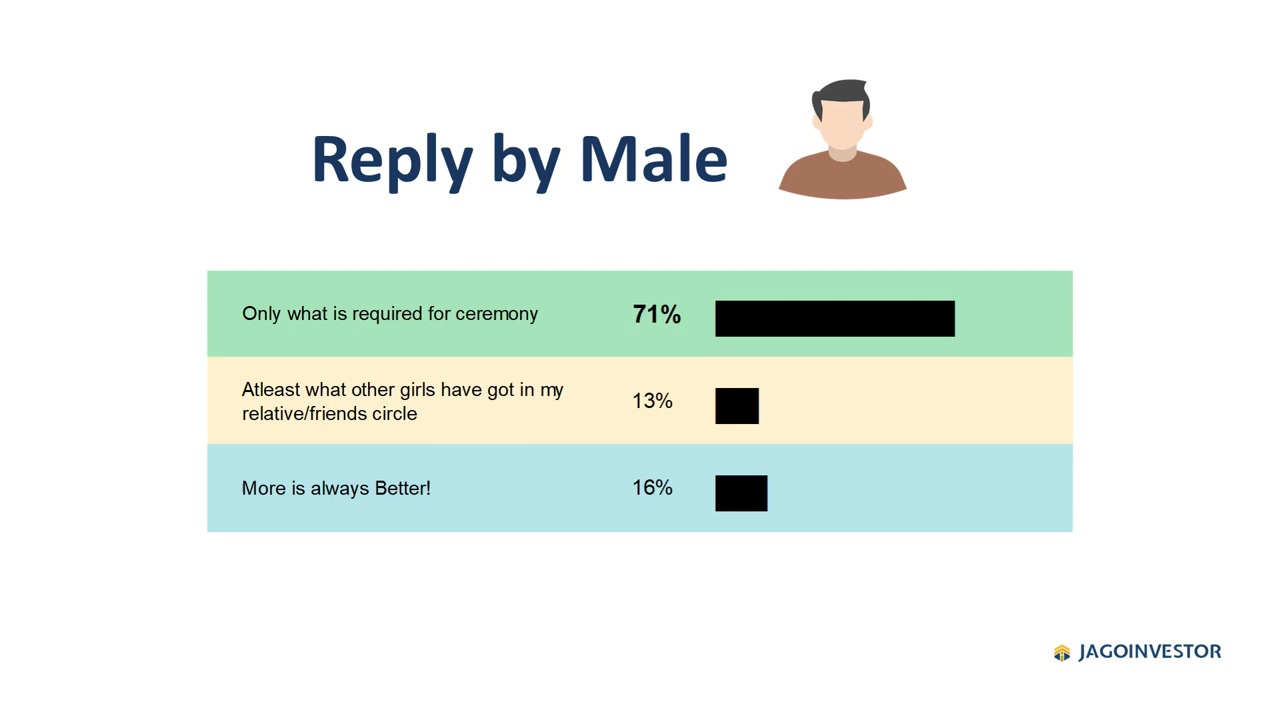 Reply by Male
Only what is required for ceremony
71%
Atleast what other girls have got in my
relative/friends circle
13%
More is always Better!
16%
JAGOINVESTOR